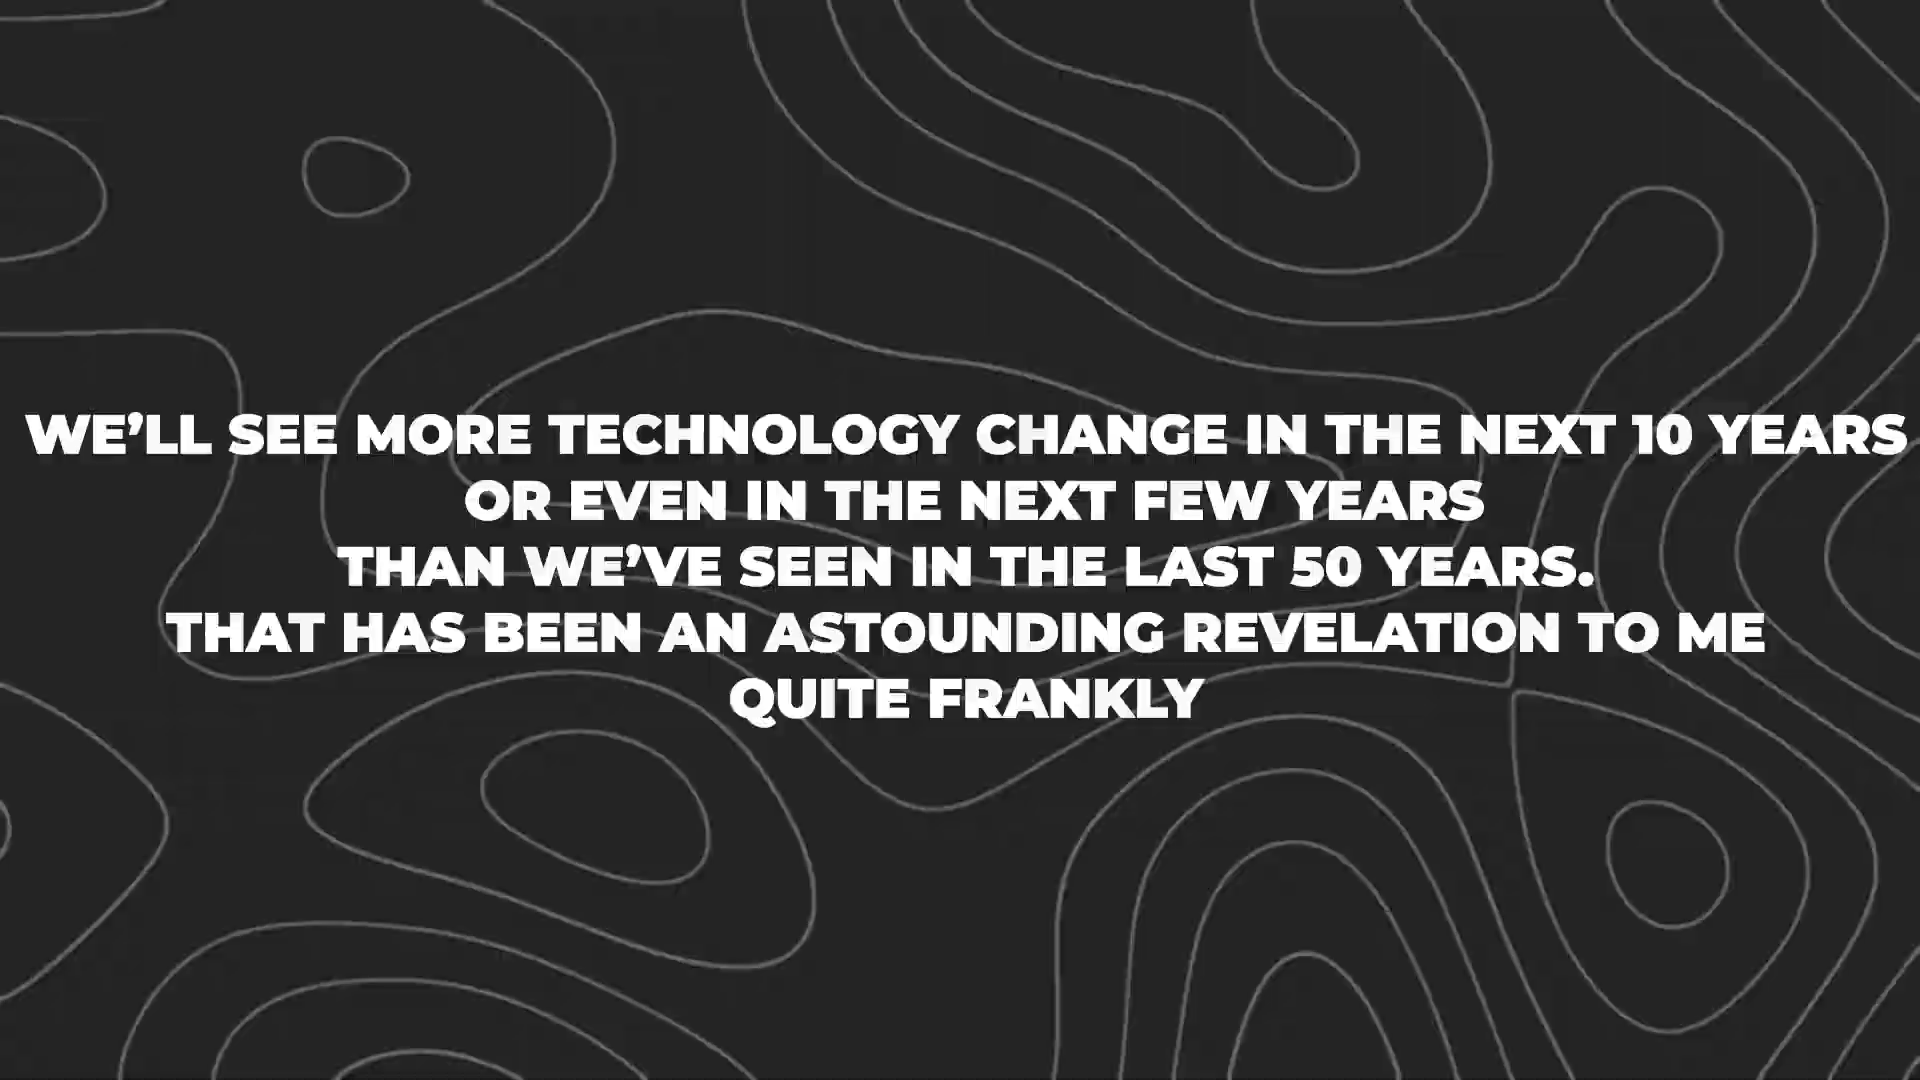 WE’LL SEE MORE TECHNOLOGY CHANGE IN THE NEXT 10 YEARS
OR EVEN IN THE NEXT FEW YEARS
THAN WE’VE SEEN IN THE LAST 50 YEARS.
THAT HAS BEEN AN ASTOUNDING REVELATION TO ME
QUITE FRANKLY